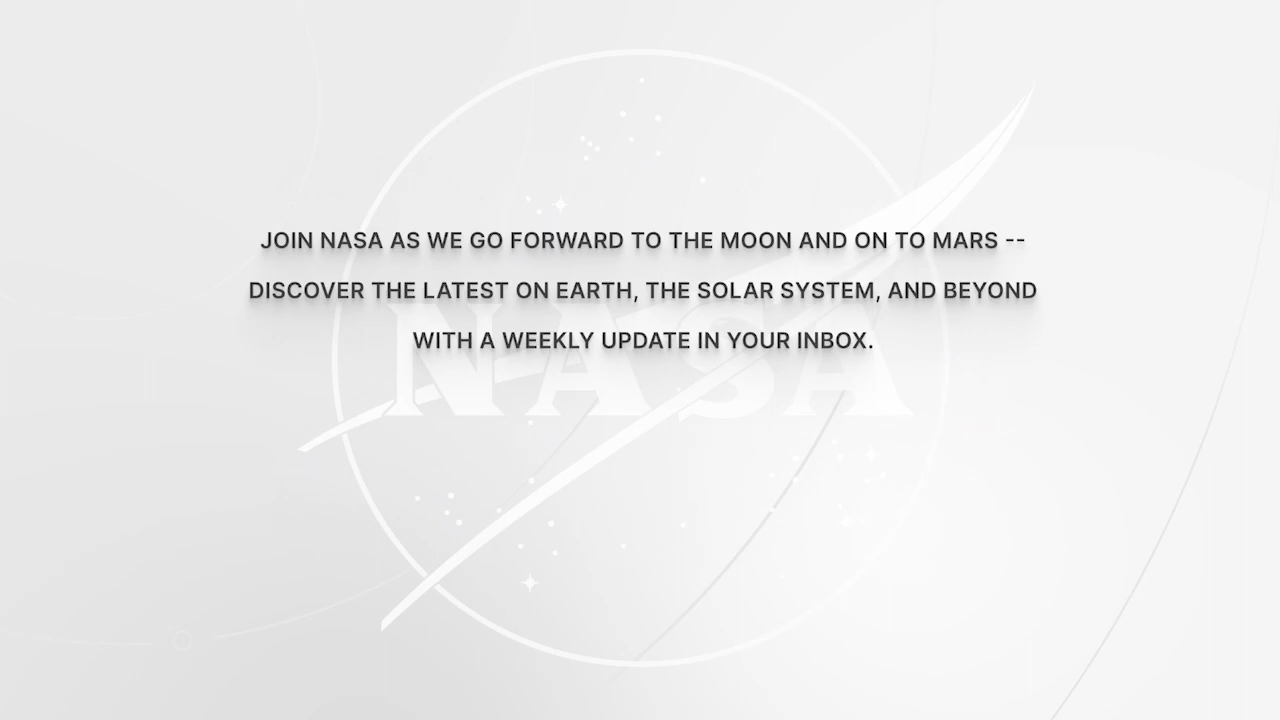 JOIN NASA AS WE GO FORWARD TO THE MOON AND ON TO MARS --
DISCOVER THE LATEST ON EARTH, THE SOLAR SYSTEM, AND BEYOND
WITH A WEEKLY UPDATE IN YOUR INBOX.
NASA